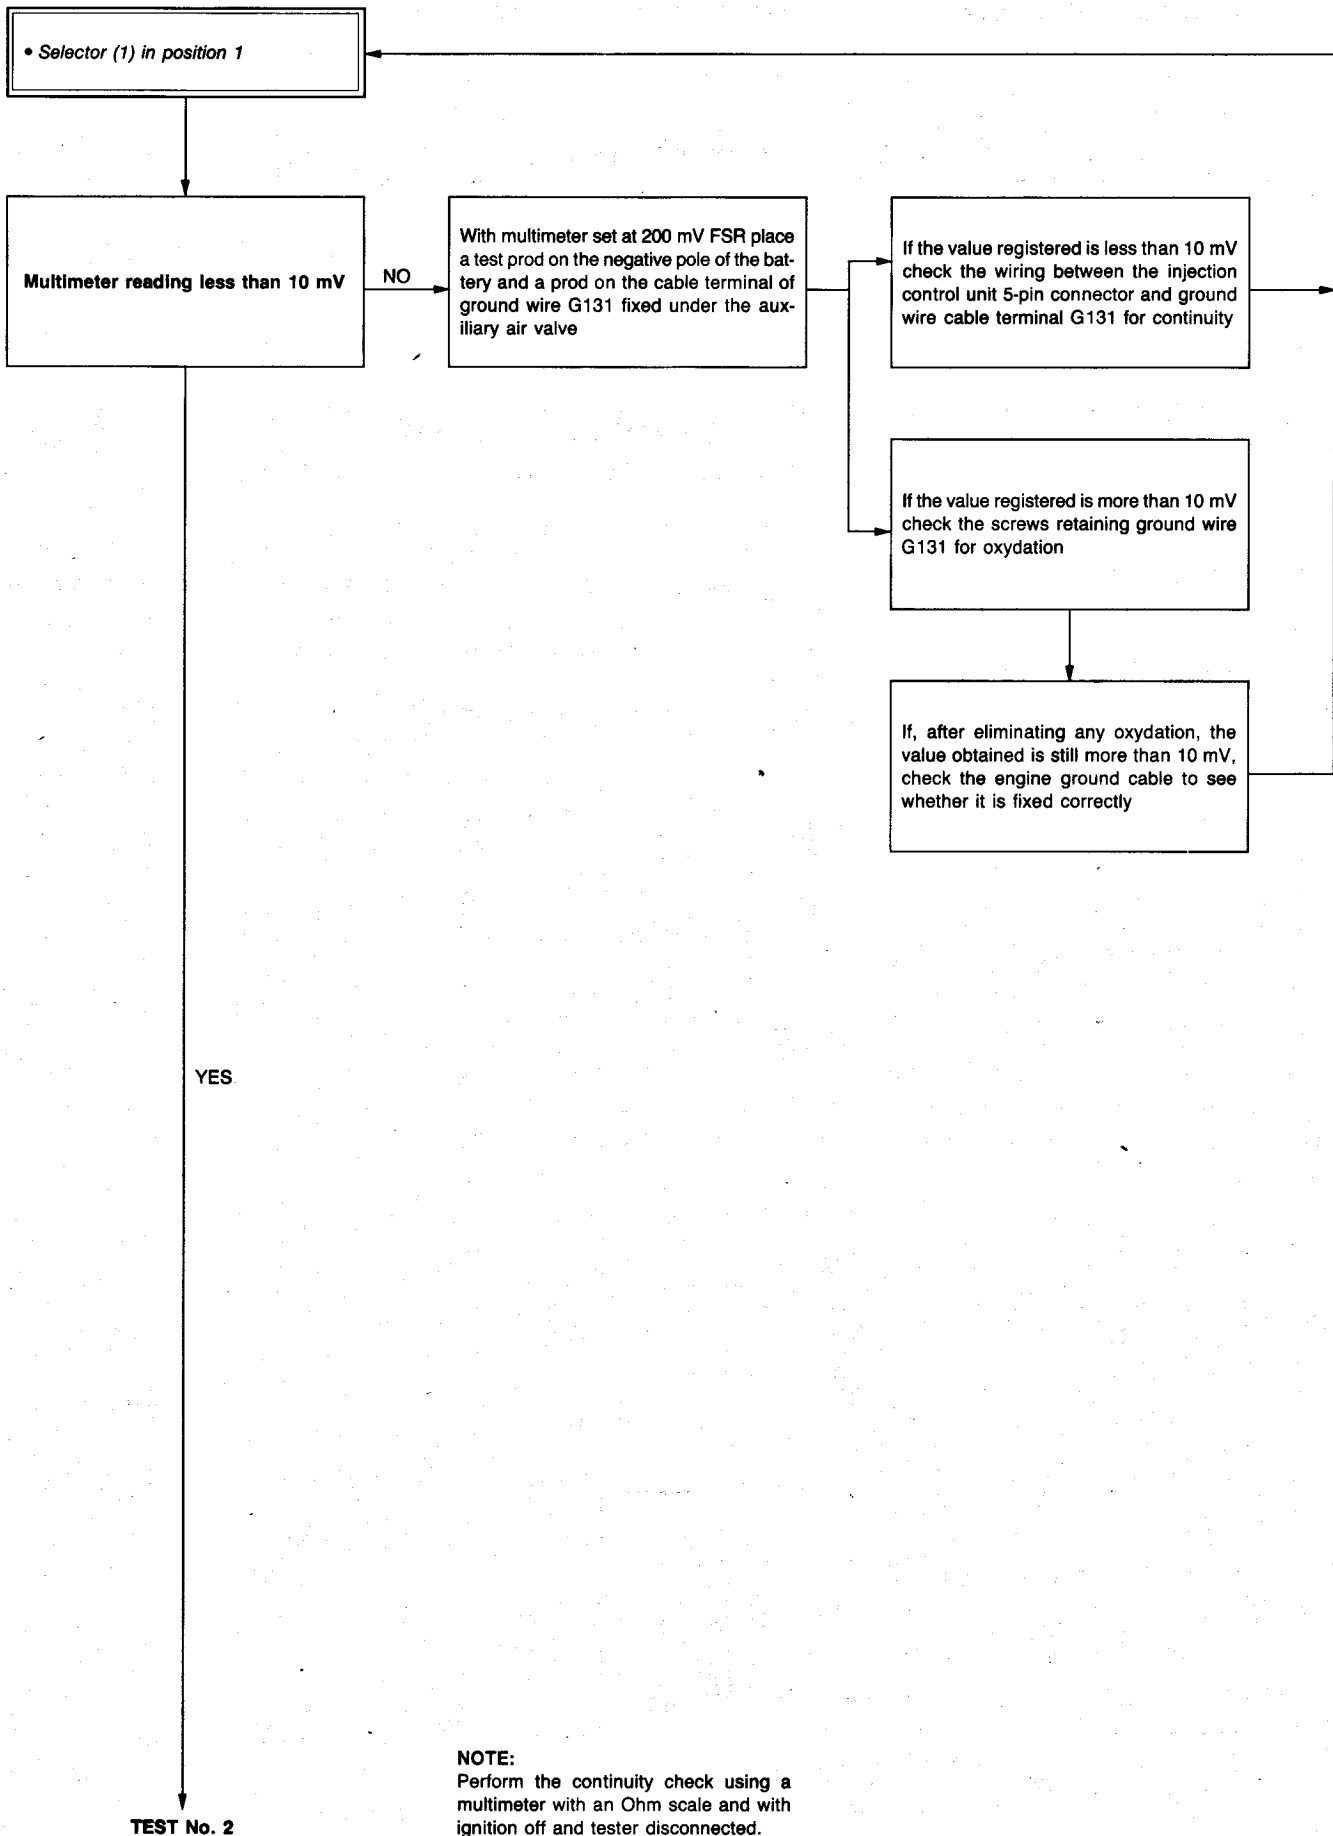 • Selector (1) in position 1
Multimeter reading less than 10 mV
NO
With multimeter set at 200 mV FSR place
a test prod on the negative pole of the bat-
tery and a prod on the cable terminal of
ground wire G131 fixed under the aux-
iliary air valve
If the value registered is less than 10 mV
check the wiring between the injection
control unit 5-pin connector and ground
wire cable terminal G131 for continuity
If the value registered is more than 10 mV
check the screws retaining ground wire
G131 for oxydation
If, after eliminating any oxydation, the
value obtained is still more than 10 mV,
check the engine ground cable to see
whether it is fixed correctly
YES
TEST No. 2
NOTE:
Perform the continuity check using a
multimeter with an Ohm scale and with
ignition off and tester disconnected.